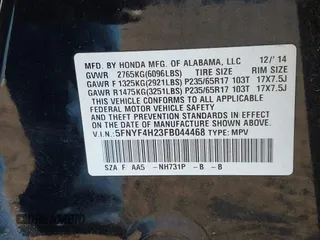 MFD. BY HONDA MFG. OF ALABAMA, LLC 12/'14
GVWR 2765KG(6096LBS) TIRE SIZE RIM SIZE
GAWR F 1325KG(2921LBS) P235/65R17 103T 17X7.5J
GAWR R 1475KG(3251LBS) P235/65R17 103T 17X7.5J
THIS VEHICLE CONFORMS TO ALL APPLICABLE FEDERAL MOTOR
VEHICLE SAFETY AND THEFT PREVENTION STANDARDS IN
EFFECT ON THE DATE OF MANUFACTURE SHOWN ABOVE.
V.I.N.: 5FNYF4H23FB044468 TYPE: MPV
SZA F AA5 -NH731P -B -B